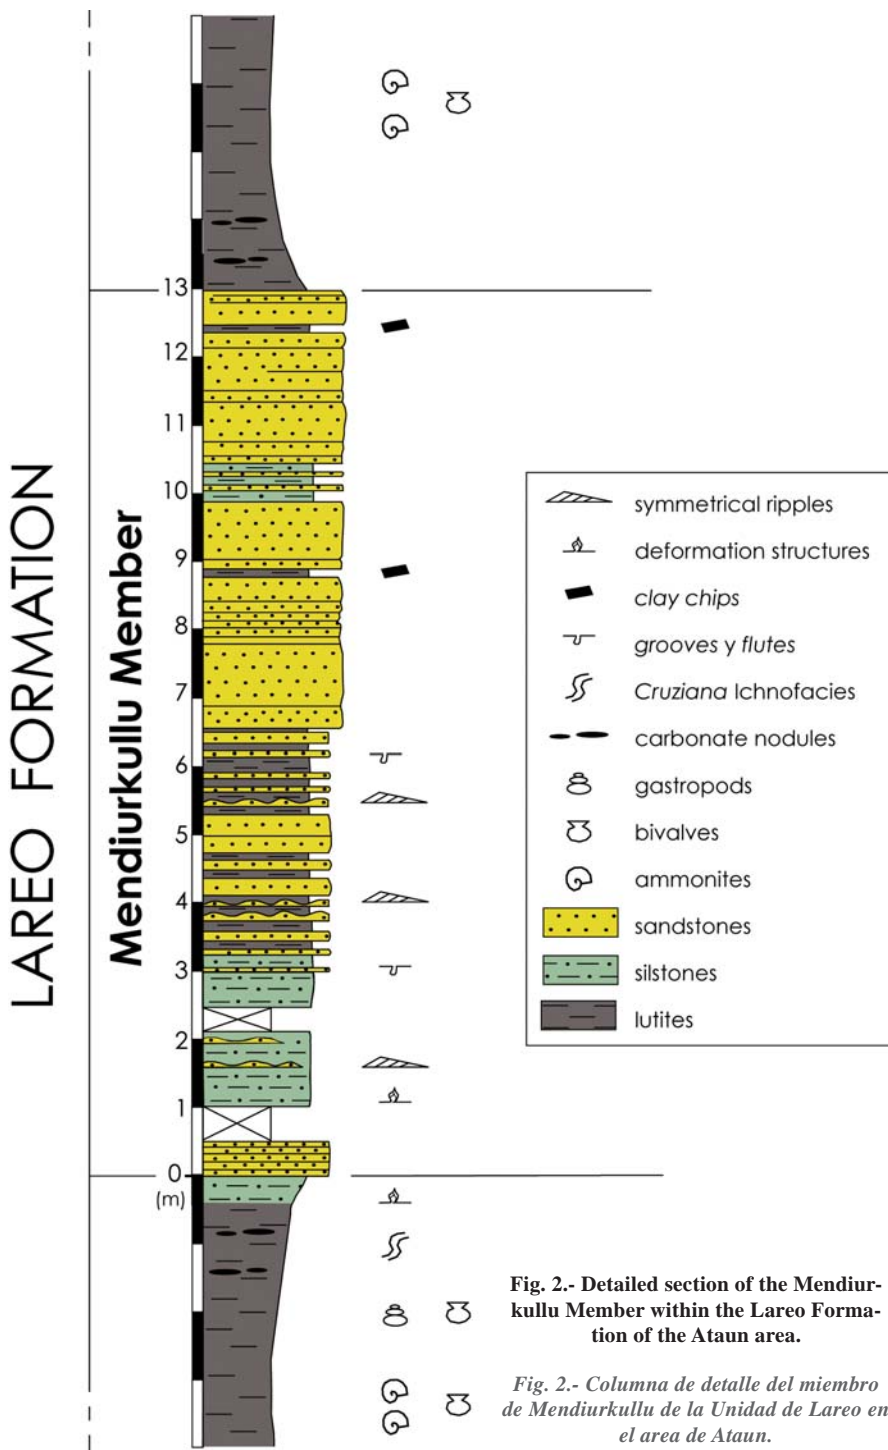 LAREO FORMATION
Mendiurkullu Member
13
12
11
10
9
8
7
6
5
4
3
2
1
0
(m)
symmetrical ripples
deformation structures
clay chips
grooves y flutes
Cruziana Ichnofacies
carbonate nodules
gastropods
bivalves
ammonites
sandstones
silstones
lutites
Fig. 2.- Detailed section of the Mendiur-
kullu Member within the Lareo Forma-
tion of the Ataun area.
Fig. 2.- Columna de detalle del miembro
de Mendiurkullu de la Unidad de Lareo en
el area de Ataun.